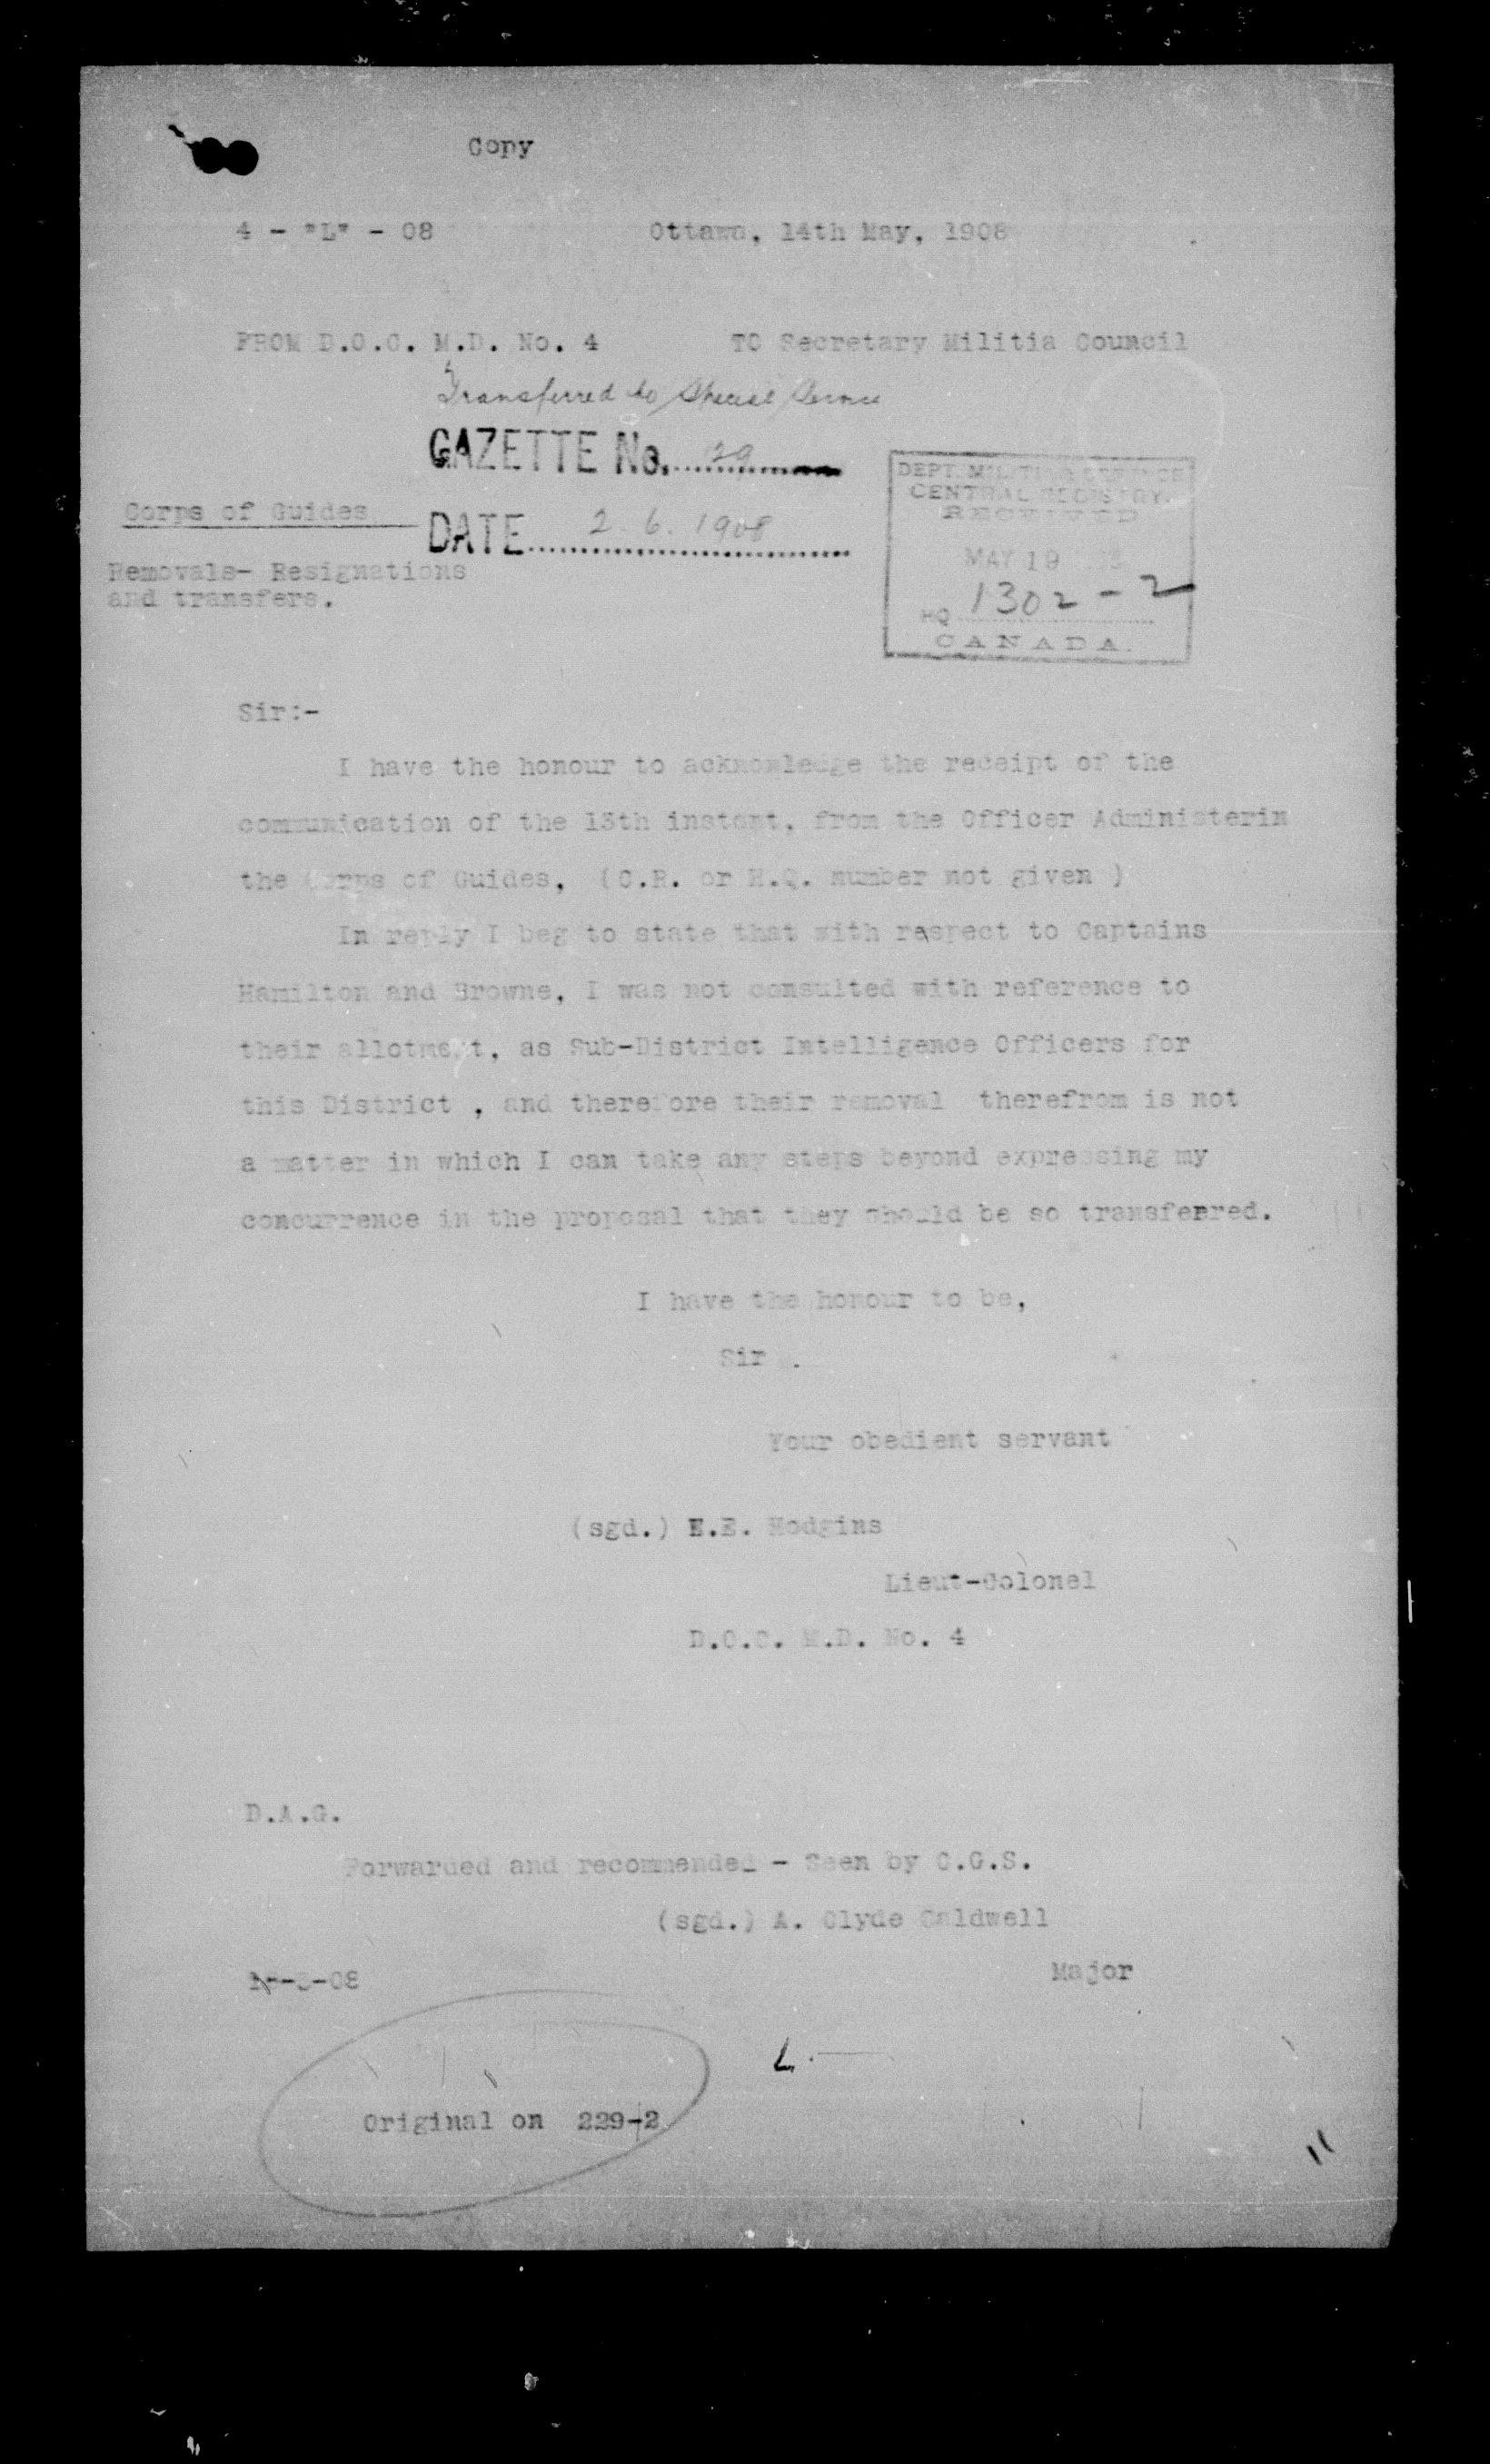 Copy
4 - "L" - 08 Ottawa, 14th May, 1908
FROM D.O.C. M.D. No. 4 TO Secretary Militia Council
Transferred to Special Service
GAZETTE No. 29
DEPT. MILITIA & DEFENCE
CENTRAL REGISTRY.
RECEIVED
Corps of Guides
DATE 2. 6. 1908
MAY 19
Removals- Resignations
and transfers.
HQ 1302-2
CANADA.
Sir:-
I have the honour to acknowledge the receipt of the
communication of the 13th instant, from the Officer Administerin
the Corps of Guides, (C.R. or H.Q. number not given )
In reply I beg to state that with respect to Captains
Hamilton and Browne, I was not consulted with reference to
their allotment, as Sub-District Intelligence Officers for
this District , and therefore their removal therefrom is not
a matter in which I can take any steps beyond expressing my
concurrence in the proposal that they should be so transferred.
I have the honour to be,
Sir .
Your obedient servant
(sgd.) E.E. Hodgins
Lieut-Colonel
D.O.C. M.D. No. 4
D.A.G.
Forwarded and recommended - Seen by C.G.S.
(sgd.) A. Clyde Caldwell
Major
L.
Original on 229-2